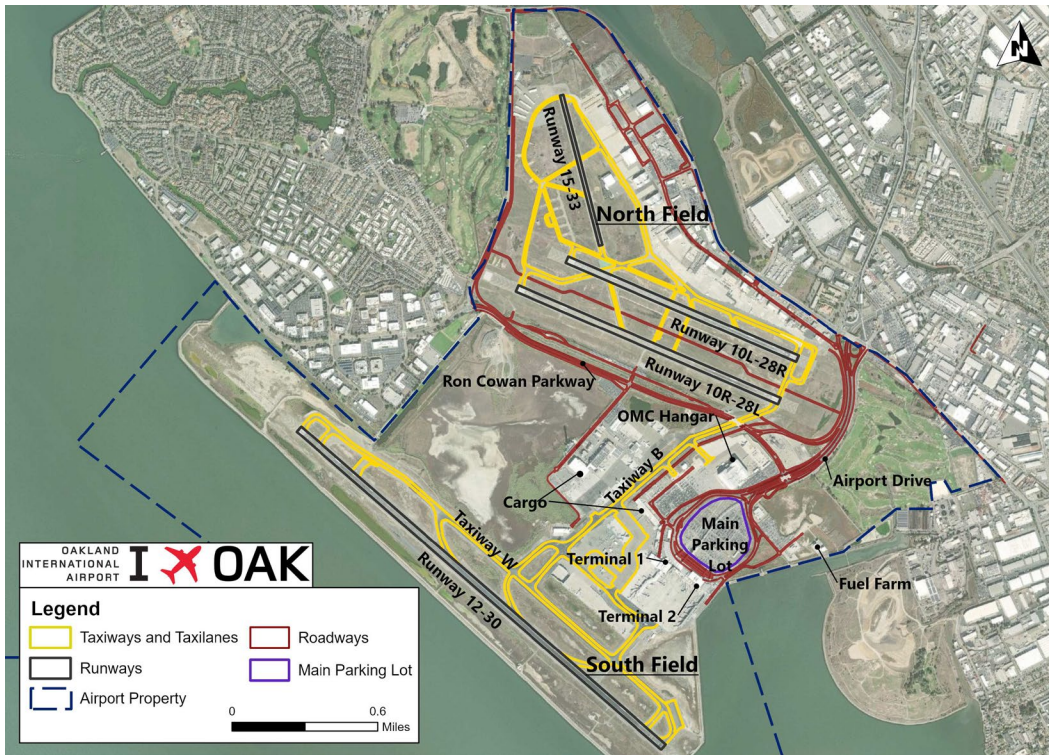 N
Runway 15-33
North Field
Runway 10L-28R
Runway 10R-28L
Ron Cowan Parkway
OMC Hangar
Taxiway B
Airport Drive
Cargo
Main
Parking
Lot
Taxiway W
Terminal 1
Fuel Farm
Terminal 2
Runway 12-30
South Field
OAKLAND
INTERNATIONAL
AIRPORT
I OAK
Legend
Taxiways and Taxilanes
Roadways
Runways
Main Parking Lot
Airport Property
0 0.6
Miles